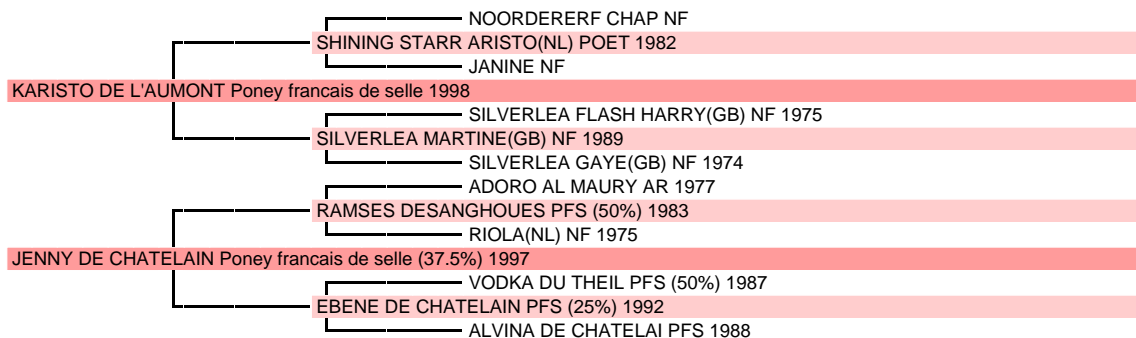 NOORDERERF CHAP NF
SHINING STARR ARISTO(NL) POET 1982
JANINE NF
KARISTO DE L'AUMONT Poney francais de selle 1998
SILVERLEA FLASH HARRY(GB) NF 1975
SILVERLEA MARTINE(GB) NF 1989
SILVERLEA GAYE(GB) NF 1974
ADORO AL MAURY AR 1977
RAMSES DESANGHOUES PFS (50%) 1983
RIOLA(NL) NF 1975
JENNY DE CHATELAIN Poney francais de selle (37.5%) 1997
VODKA DU THEIL PFS (50%) 1987
EBENE DE CHATELAIN PFS (25%) 1992
ALVINA DE CHATELAI PFS 1988